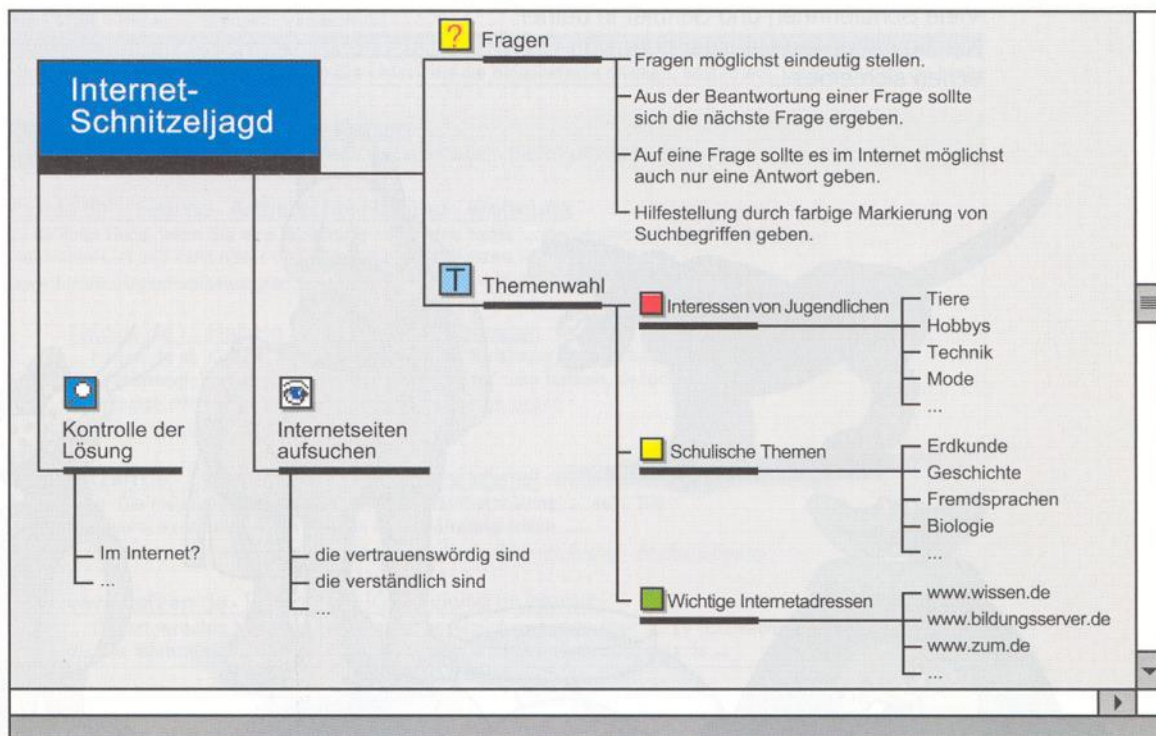 Internet-
Schnitzeljagd
?
Fragen
Fragen möglichst eindeutig stellen.
Aus der Beantwortung einer Frage sollte
sich die nächste Frage ergeben.
Auf eine Frage sollte es im Internet möglichst
auch nur eine Antwort geben.
Hilfestellung durch farbige Markierung von
Suchbegriffen geben.
T
Themenwahl
Interessen von Jugendlichen
Tiere
Hobbys
Technik
Mode
...
Schulische Themen
Erdkunde
Geschichte
Fremdsprachen
Biologie
...
Wichtige Internetadressen
www.wissen.de
www.bildungsserver.de
www.zum.de
...
Kontrolle der
Lösung
Im Internet?
...
Internetseiten
aufsuchen
die vertrauenswördig sind
die verständlich sind
...